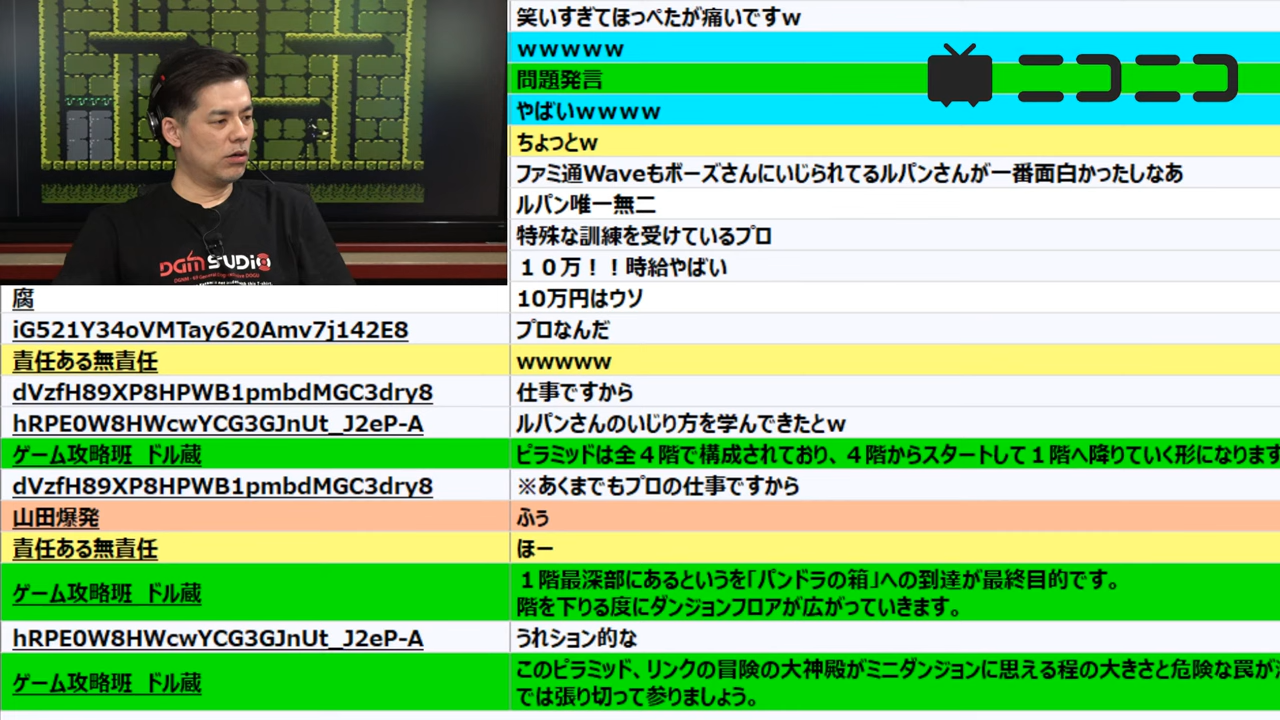 笑いすぎてほっぺたが痛いですｗ
ｗｗｗｗｗ
問題発言
ニコニコ
やばいｗｗｗｗ
ちょっとｗ
ファミ通Waveもボーズさんにいじられてるルパンさんが一番面白かったしなあ
ルパン唯一無二
特殊な訓練を受けているプロ
１０万！！時給やばい
DGM STUDIO
腐 10万円はウソ
iG521Y34oVMTay620Amv7j142E8 プロなんだ
責任ある無責任 wwwww
dVzfH89XP8HPWB1pmbdMGC3dry8 仕事ですから
hRPE0W8HWcwYCG3GJnUt_J2eP-A ルパンさんのいじり方を学んできたとｗ
ゲーム攻略班　ドル蔵 ピラミッドは全４階で構成されており、４階からスタートして１階へ降りていく形になります
dVzfH89XP8HPWB1pmbdMGC3dry8 ※あくまでもプロの仕事ですから
山田爆発 ふぅ
責任ある無責任 ほー
ゲーム攻略班　ドル蔵 １階最深部にあるというを「パンドラの箱」への到達が最終目的です。
階を下りる度にダンジョンフロアが広がっていきます。
hRPE0W8HWcwYCG3GJnUt_J2eP-A うれション的な
ゲーム攻略班　ドル蔵 このピラミッド、リンクの冒険の大神殿がミニダンジョンに思える程の大きさと危険な罠が
では張り切って参りましょう。